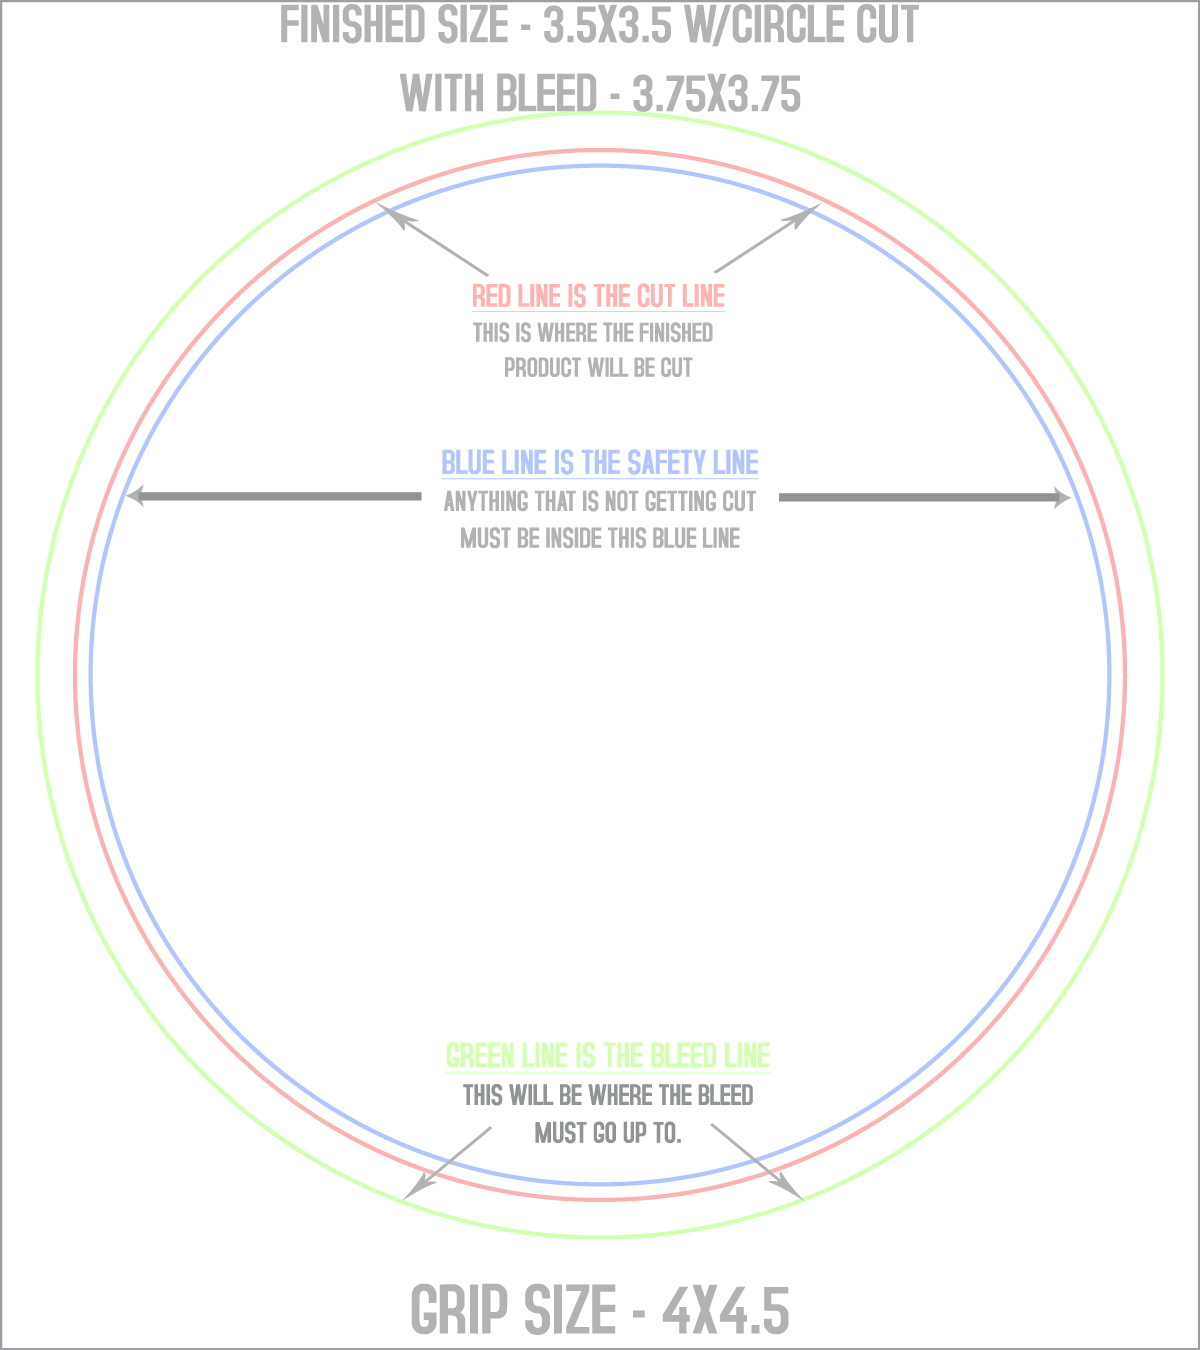 FINISHED SIZE - 3.5X3.5 W/CIRCLE CUT
WITH BLEED - 3.75X3.75
RED LINE IS THE CUT LINE
THIS IS WHERE THE FINISHED
PRODUCT WILL BE CUT
BLUE LINE IS THE SAFETY LINE
ANYTHING THAT IS NOT GETTING CUT
MUST BE INSIDE THIS BLUE LINE
GREEN LINE IS THE BLEED LINE
THIS WILL BE WHERE THE BLEED
MUST GO UP TO.
GRIP SIZE - 4X4.5